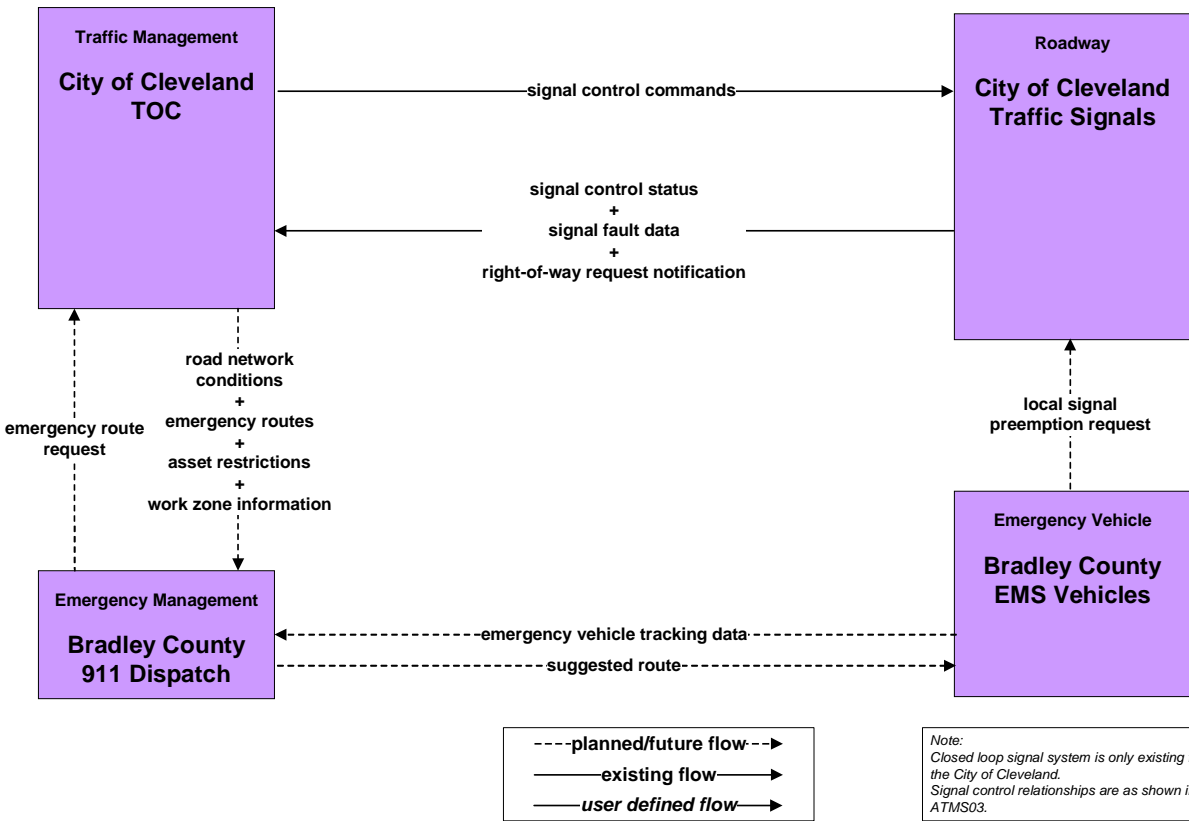 Traffic Management
City of Cleveland
TOC
Roadway
City of Cleveland
Traffic Signals
signal control commands
signal control status
+
signal fault data
+
right-of-way request notification
road network
conditions
+
emergency routes
+
asset restrictions
+
work zone information
emergency route
request
local signal
preemption request
Emergency Management
Bradley County
911 Dispatch
Emergency Vehicle
Bradley County
EMS Vehicles
emergency vehicle tracking data
suggested route
planned/future flow
existing flow
user defined flow
Note:
Closed loop signal system is only existing
the City of Cleveland.
Signal control relationships are as shown
ATMS03.